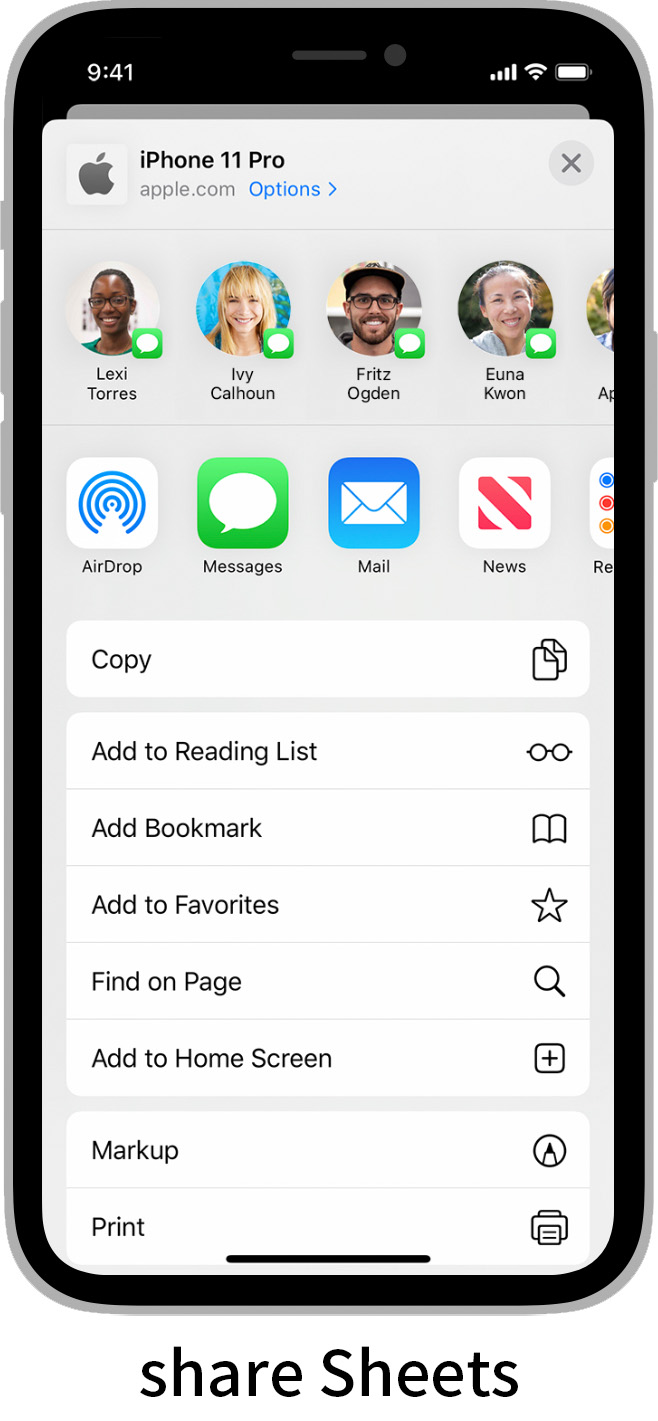 9:41
iPhone 11 Pro
apple.com Options >
Lexi Torres
Ivy Calhoun
Fritz Ogden
Euna Kwon
Ap
AirDrop
Messages
Mail
News
Re
Copy
Add to Reading List
Add Bookmark
Add to Favorites
Find on Page
Add to Home Screen
Markup
Print
share Sheets